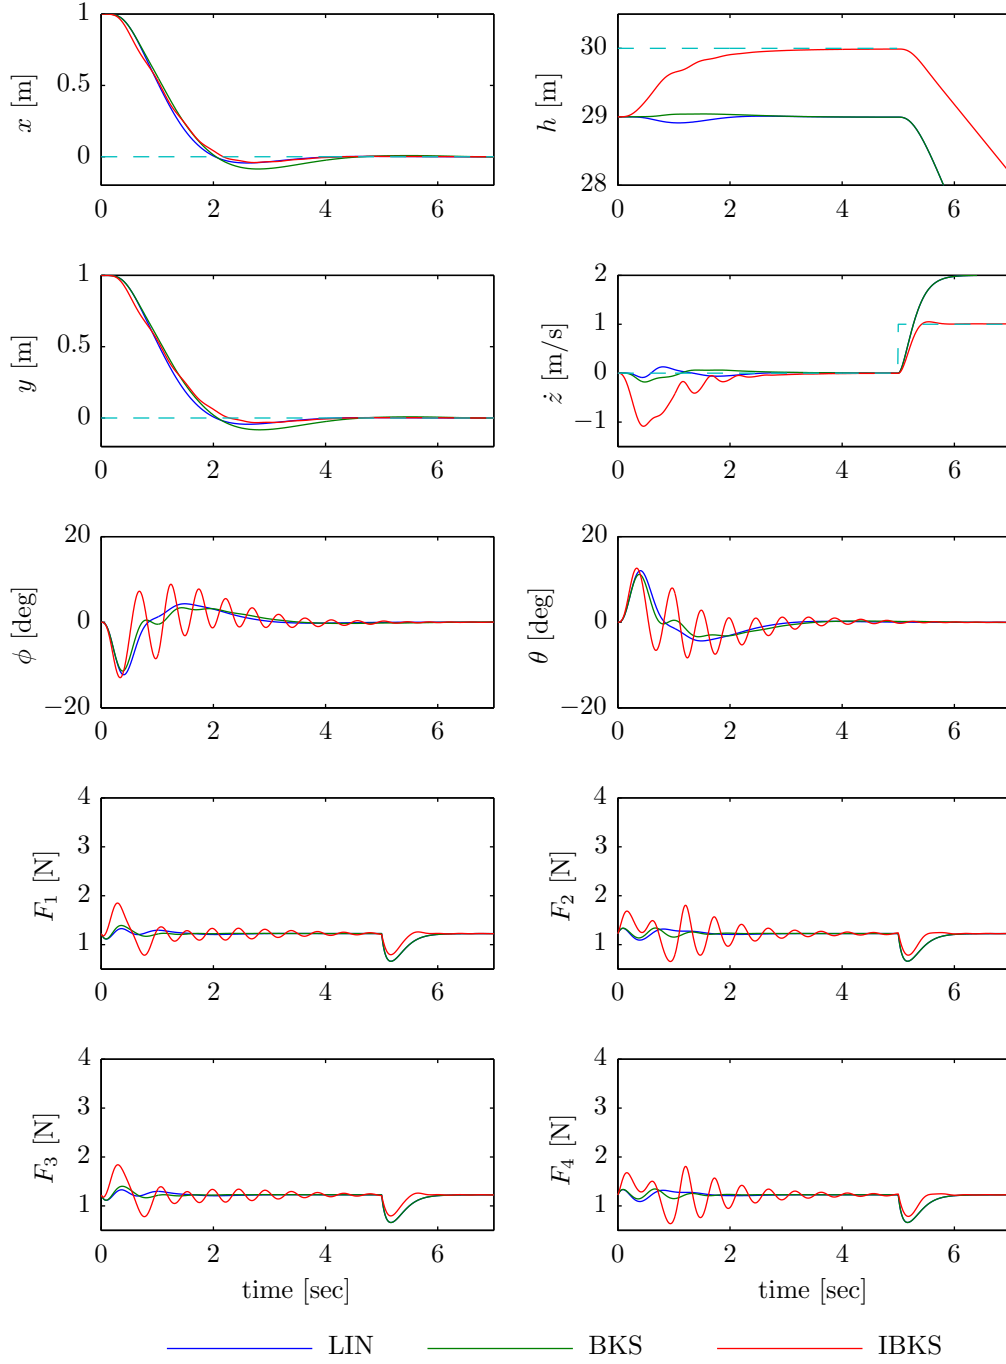 1
0.5
0
x [m]
0 2 4 6
30
29
28
h [m]
0 2 4 6
1
0.5
0
y [m]
0 2 4 6
2
1
0
−1
ż [m/s]
0 2 4 6
20
0
−20
ϕ [deg]
0 2 4 6
20
0
−20
θ [deg]
0 2 4 6
4
3
2
1
F₁ [N]
0 2 4 6
4
3
2
1
F₂ [N]
0 2 4 6
4
3
2
1
F₃ [N]
0 2 4 6
time [sec]
4
3
2
1
F₄ [N]
0 2 4 6
time [sec]
LIN BKS IBKS